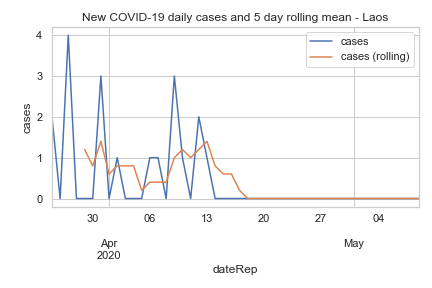 New COVID-19 daily cases and 5 day rolling mean - Laos
cases
cases (rolling)
4
3
2
1
0
cases
30 06 13 20 27 04
Apr May
2020
dateRep